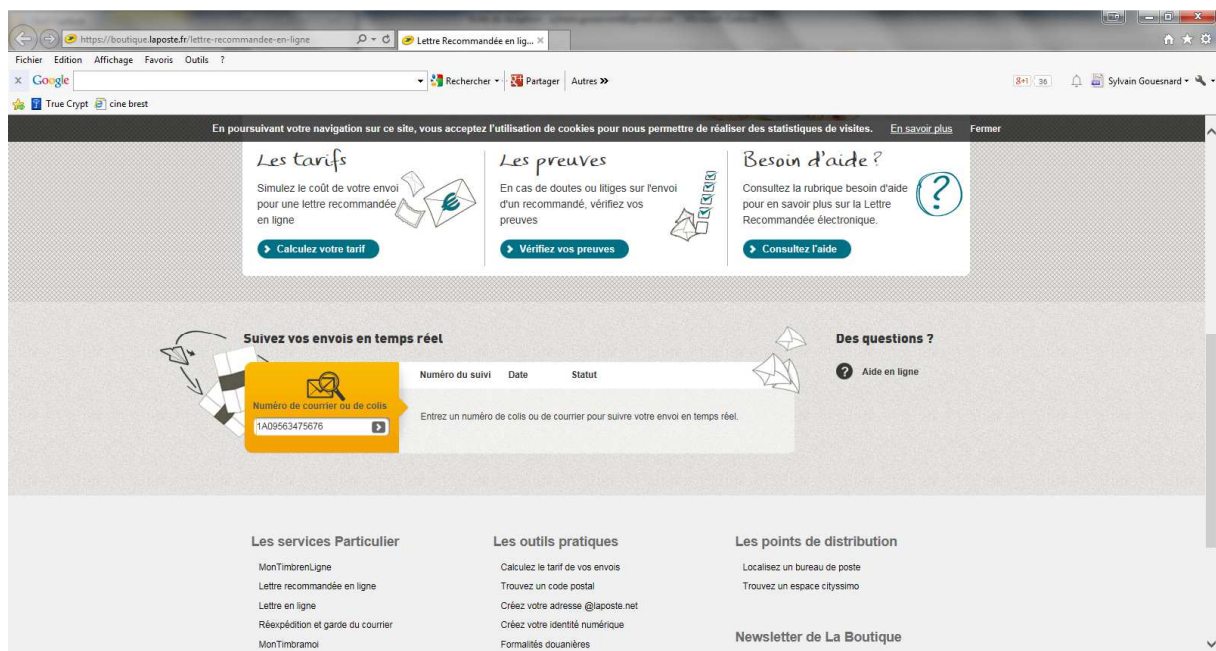 https://boutique.laposte.fr/lettre-recommandee-en-ligne
Lettre Recommandée en lig...
Fichier Edition Affichage Favoris Outils ?
x Google Rechercher Partager Autres »
g+1 36 Sylvain Gouesnard
True Crypt cine brest
En poursuivant votre navigation sur ce site, vous acceptez l'utilisation de cookies pour nous permettre de réaliser des statistiques de visites. En savoir plus Fermer
Les tarifs
Simulez le coût de votre envoi
pour une lettre recommandée
en ligne
Calculez votre tarif
Les preuves
En cas de doutes ou litiges sur l'envoi
d'un recommandé, vérifiez vos
preuves
Vérifiez vos preuves
Besoin d'aide ?
Consultez la rubrique besoin d'aide
pour en savoir plus sur la Lettre
Recommandée électronique.
Consultez l'aide
Suivez vos envois en temps réel
Numéro de courrier ou de colis
1A09563475676
Numéro du suivi Date Statut
Entrez un numéro de colis ou de courrier pour suivre votre envoi en temps réel.
Des questions ?
Aide en ligne
Les services Particulier
MonTimbrenLigne
Lettre recommandée en ligne
Lettre en ligne
Réexpédition et garde du courrier
MonTimbramoi
Les outils pratiques
Calculez le tarif de vos envois
Trouvez un code postal
Créez votre adresse @laposte.net
Créez votre identité numérique
Formalités douanières
Les points de distribution
Localisez un bureau de poste
Trouvez un espace cityssimo
Newsletter de La Boutique